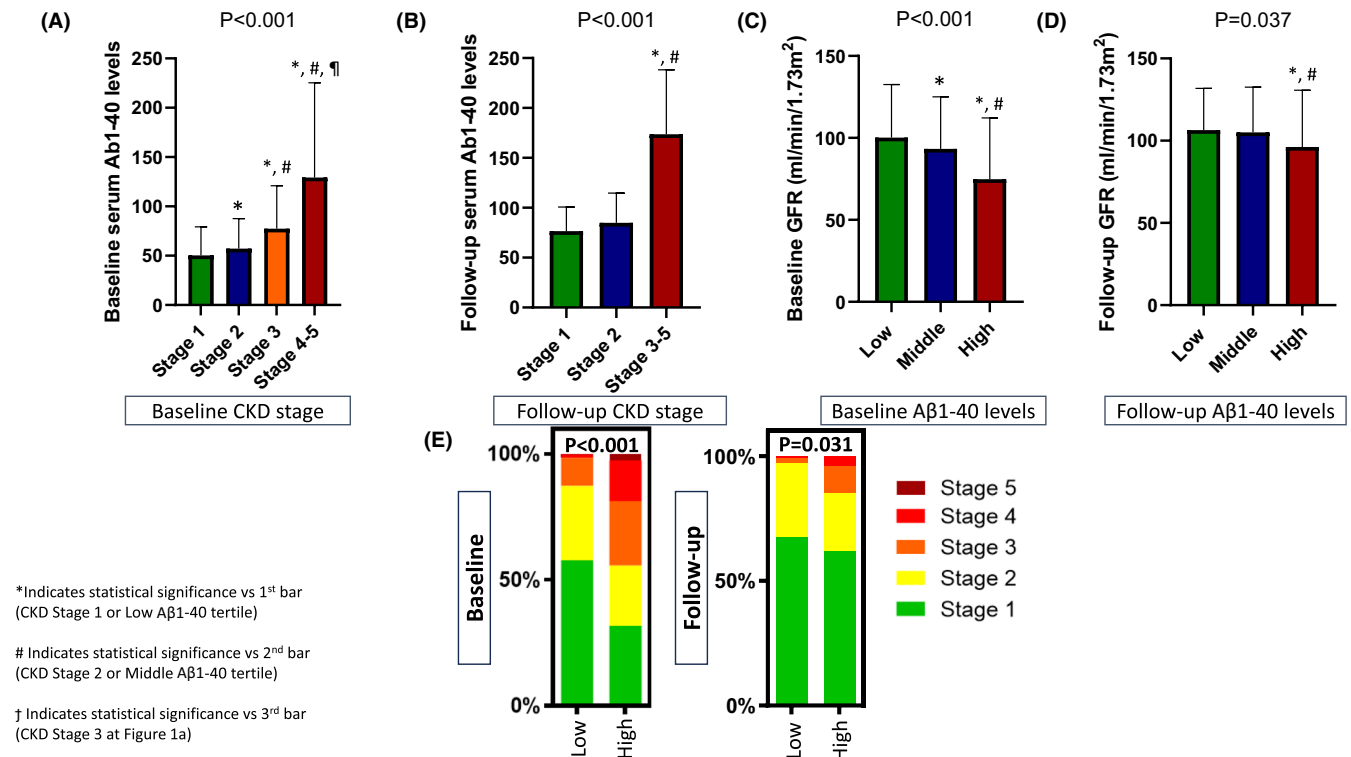 (A)
P<0.001
Baseline serum Ab1-40 levels
250
200
150
100
50
0
*
*, #
*, #, ¶
Stage 1
Stage 2
Stage 3
Stage 4-5
Baseline CKD stage
(B)
P<0.001
Follow-up serum Ab1-40 levels
250
200
150
100
50
0
*, #
Stage 1
Stage 2
Stage 3-5
Follow-up CKD stage
(C)
P<0.001
Baseline GFR (ml/min/1.73m²)
150
100
50
0
*
*, #
Low
Middle
High
Baseline Aβ1-40 levels
(D)
P=0.037
Follow-up GFR (ml/min/1.73m²)
150
100
50
0
*, #
Low
Middle
High
Follow-up Aβ1-40 levels
(E)
Baseline
P<0.001
100%
50%
0%
Low
High
Follow-up
P=0.031
100%
50%
0%
Low
High
Stage 5
Stage 4
Stage 3
Stage 2
Stage 1
*Indicates statistical significance vs 1st bar
(CKD Stage 1 or Low Aβ1-40 tertile)
# Indicates statistical significance vs 2nd bar
(CKD Stage 2 or Middle Aβ1-40 tertile)
† Indicates statistical significance vs 3rd bar
(CKD Stage 3 at Figure 1a)